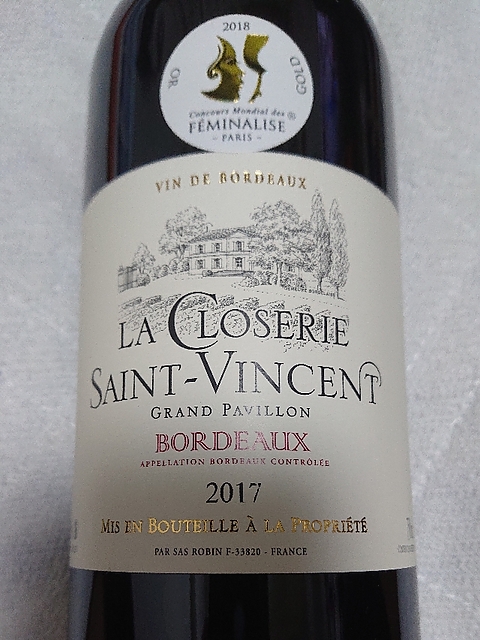 2018
OR
GOLD
Concours Mondial des ®
FÉMINALISE
- PARIS -
VIN DE BORDEAUX
LA CLOSERIE
SAINT-VINCENT
GRAND PAVILLON
BORDEAUX
APPELLATION BORDEAUX CONTRÔLÉE
2017
MIS EN BOUTEILLE À LA PROPRIÉTÉ
PAR SAS ROBIN F-33820 - FRANCE